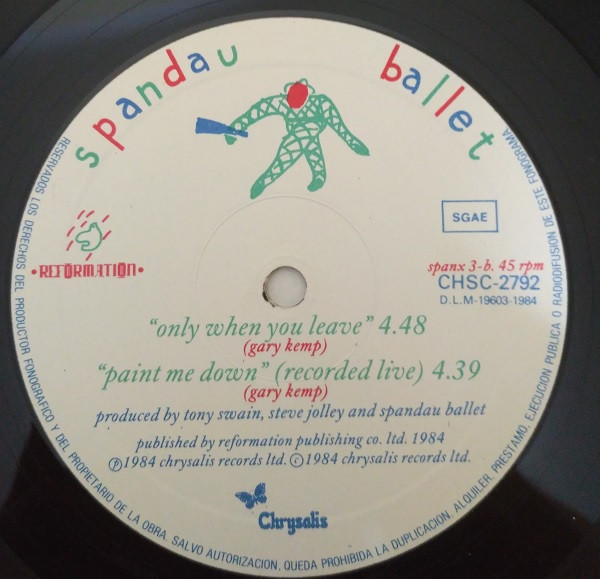 spandau ballet
REFORMATION
SGAE
spanx 3-b. 45 rpm
CHSC-2792
D.L.M-19603-1984
"only when you leave" 4.48
(gary kemp)
"paint me down" (recorded live) 4.39
(gary kemp)
produced by tony swain, steve jolley and spandau ballet
published by reformation publishing co. ltd. 1984
Ⓟ1984 chrysalis records ltd. ©1984 chrysalis records ltd.
Chrysalis
RESERVADOS LOS DERECHOS DEL PRODUCTOR FONOGRAFICO Y DEL PROPIETARIO DE LA OBRA. SALVO AUTORIZACION, QUEDA PROHIBIDA LA DUPLICACION, ALQUILER, PRESTAMO, EJECUCION PUBLICA O RADIODIFUSION DE ESTE FONOGRAMA